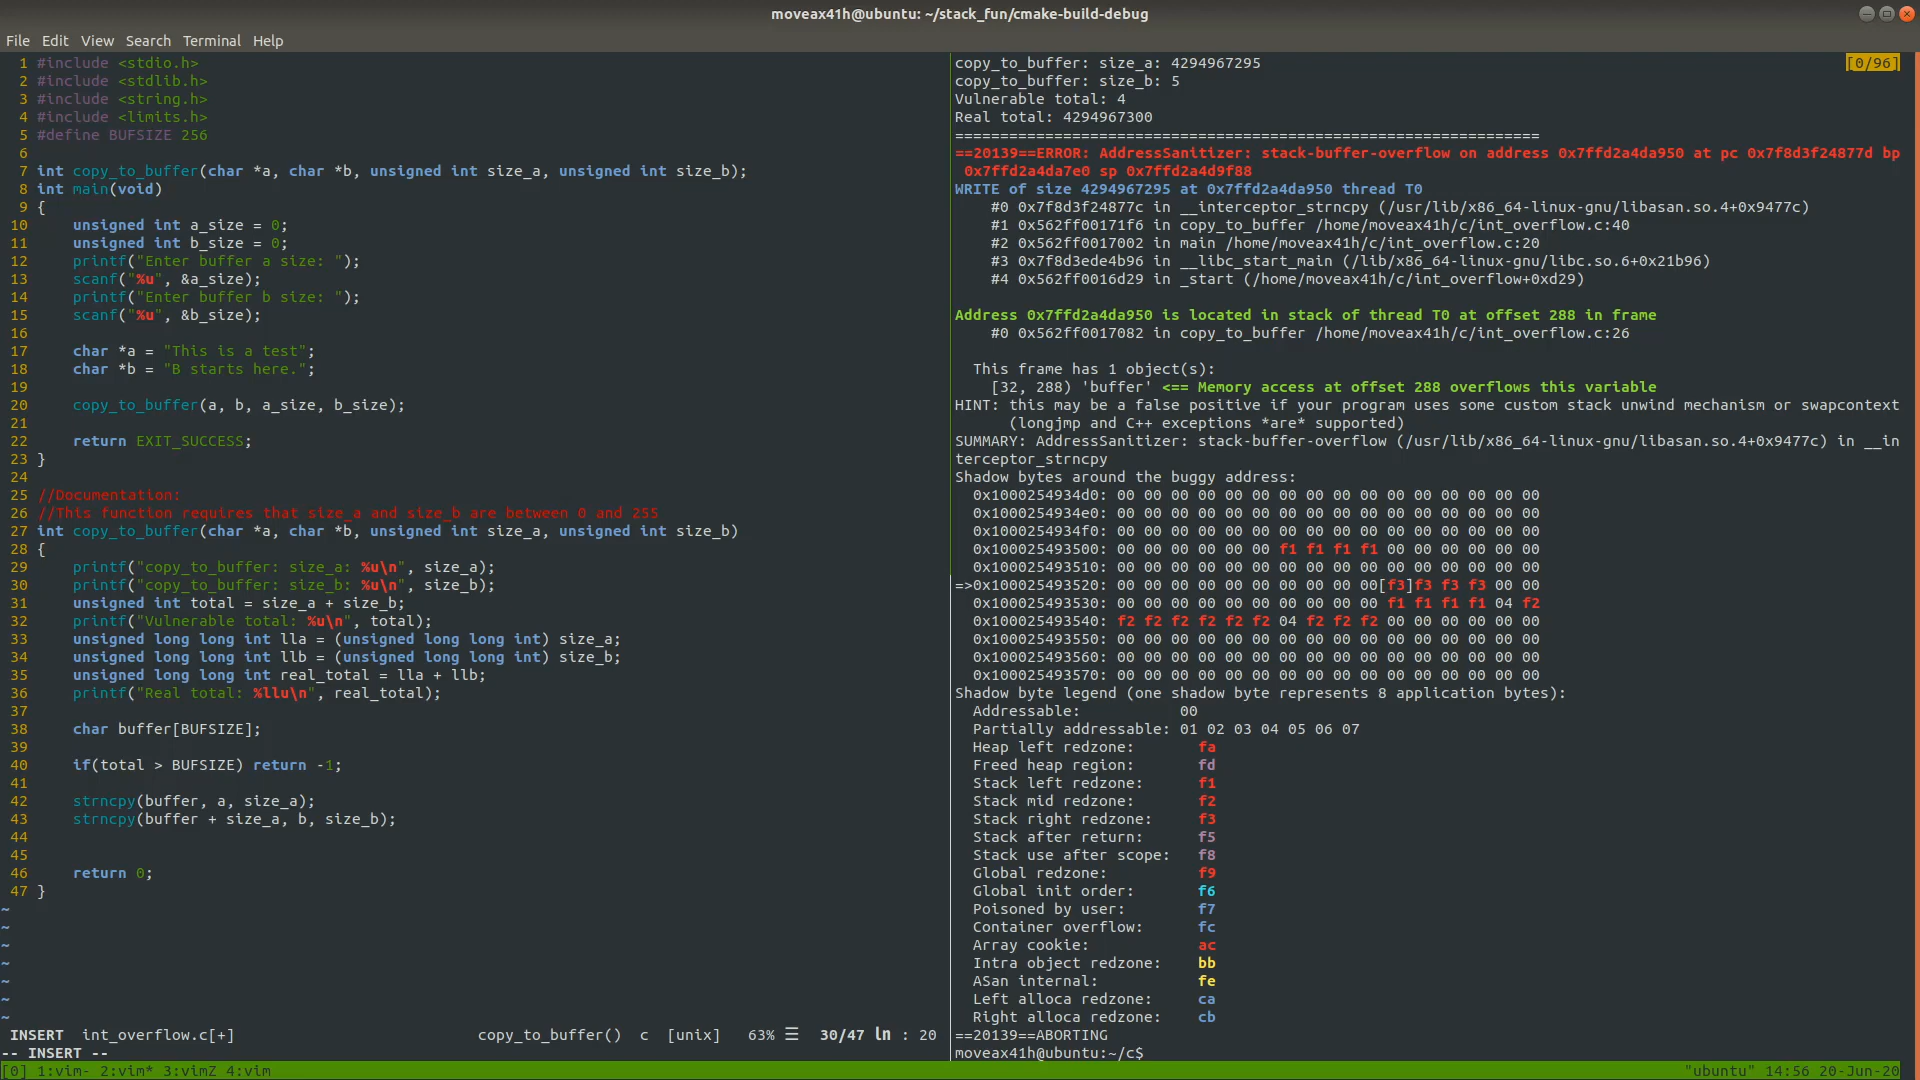 moveax41h@ubuntu: ~/stack_fun/cmake-build-debug
File Edit View Search Terminal Help
1 #include <stdio.h>
2 #include <stdlib.h>
3 #include <string.h>
4 #include <limits.h>
5 #define BUFSIZE 256
6
7 int copy_to_buffer(char *a, char *b, unsigned int size_a, unsigned int size_b);
8 int main(void)
9 {
10     unsigned int a_size = 0;
11     unsigned int b_size = 0;
12     printf("Enter buffer a size: ");
13     scanf("%u", &a_size);
14     printf("Enter buffer b size: ");
15     scanf("%u", &b_size);
16
17     char *a = "This is a test";
18     char *b = "B starts here.";
19
20     copy_to_buffer(a, b, a_size, b_size);
21
22     return EXIT_SUCCESS;
23 }
24
25 //Documentation:
26 //This function requires that size_a and size_b are between 0 and 255
27 int copy_to_buffer(char *a, char *b, unsigned int size_a, unsigned int size_b)
28 {
29     printf("copy_to_buffer: size_a: %u\n", size_a);
30     printf("copy_to_buffer: size_b: %u\n", size_b);
31     unsigned int total = size_a + size_b;
32     printf("Vulnerable total: %u\n", total);
33     unsigned long long int lla = (unsigned long long int) size_a;
34     unsigned long long int llb = (unsigned long long int) size_b;
35     unsigned long long int real_total = lla + llb;
36     printf("Real total: %llu\n", real_total);
37
38     char buffer[BUFSIZE];
39
40     if(total > BUFSIZE) return -1;
41
42     strncpy(buffer, a, size_a);
43     strncpy(buffer + size_a, b, size_b);
44
45
46     return 0;
47 }
~
~
~
~
~
~
~
INSERT int_overflow.c[+] copy_to_buffer() c [unix] 63% ☰ 30/47 ln : 20
-- INSERT --
copy_to_buffer: size_a: 4294967295 [0/96]
copy_to_buffer: size_b: 5
Vulnerable total: 4
Real total: 4294967300
=================================================================
==20139==ERROR: AddressSanitizer: stack-buffer-overflow on address 0x7ffd2a4da950 at pc 0x7f8d3f24877d bp
0x7ffd2a4da7e0 sp 0x7ffd2a4d9f88
WRITE of size 4294967295 at 0x7ffd2a4da950 thread T0
    #0 0x7f8d3f24877c in __interceptor_strncpy (/usr/lib/x86_64-linux-gnu/libasan.so.4+0x9477c)
    #1 0x562ff00171f6 in copy_to_buffer /home/moveax41h/c/int_overflow.c:40
    #2 0x562ff0017002 in main /home/moveax41h/c/int_overflow.c:20
    #3 0x7f8d3ede4b96 in __libc_start_main (/lib/x86_64-linux-gnu/libc.so.6+0x21b96)
    #4 0x562ff0016d29 in _start (/home/moveax41h/c/int_overflow+0xd29)
Address 0x7ffd2a4da950 is located in stack of thread T0 at offset 288 in frame
    #0 0x562ff0017082 in copy_to_buffer /home/moveax41h/c/int_overflow.c:26
  This frame has 1 object(s):
    [32, 288) 'buffer' <== Memory access at offset 288 overflows this variable
HINT: this may be a false positive if your program uses some custom stack unwind mechanism or swapcontext
      (longjmp and C++ exceptions *are* supported)
SUMMARY: AddressSanitizer: stack-buffer-overflow (/usr/lib/x86_64-linux-gnu/libasan.so.4+0x9477c) in __in
terceptor_strncpy
Shadow bytes around the buggy address:
  0x1000254934d0: 00 00 00 00 00 00 00 00 00 00 00 00 00 00 00 00
  0x1000254934e0: 00 00 00 00 00 00 00 00 00 00 00 00 00 00 00 00
  0x1000254934f0: 00 00 00 00 00 00 00 00 00 00 00 00 00 00 00 00
  0x100025493500: 00 00 00 00 00 00 f1 f1 f1 f1 00 00 00 00 00 00
  0x100025493510: 00 00 00 00 00 00 00 00 00 00 00 00 00 00 00 00
=>0x100025493520: 00 00 00 00 00 00 00 00 00 00[f3]f3 f3 f3 00 00
  0x100025493530: 00 00 00 00 00 00 00 00 00 00 f1 f1 f1 f1 04 f2
  0x100025493540: f2 f2 f2 f2 f2 f2 04 f2 f2 f2 00 00 00 00 00 00
  0x100025493550: 00 00 00 00 00 00 00 00 00 00 00 00 00 00 00 00
  0x100025493560: 00 00 00 00 00 00 00 00 00 00 00 00 00 00 00 00
  0x100025493570: 00 00 00 00 00 00 00 00 00 00 00 00 00 00 00 00
Shadow byte legend (one shadow byte represents 8 application bytes):
  Addressable:           00
  Partially addressable: 01 02 03 04 05 06 07
  Heap left redzone:       fa
  Freed heap region:       fd
  Stack left redzone:      f1
  Stack mid redzone:       f2
  Stack right redzone:     f3
  Stack after return:      f5
  Stack use after scope:   f8
  Global redzone:          f9
  Global init order:       f6
  Poisoned by user:        f7
  Container overflow:      fc
  Array cookie:            ac
  Intra object redzone:    bb
  ASan internal:           fe
  Left alloca redzone:     ca
  Right alloca redzone:    cb
==20139==ABORTING
moveax41h@ubuntu:~/c$
[0] 1:vim- 2:vim* 3:vimZ 4:vim "ubuntu" 14:56 20-Jun-20